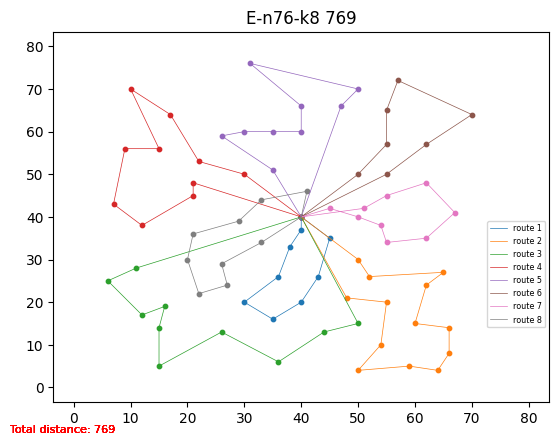 E-n76-k8 769
80
70
60
50
40
30
20
10
0
route 1
route 2
route 3
route 4
route 5
route 6
route 7
route 8
0 10 20 30 40 50 60 70 80
Total distance: 769